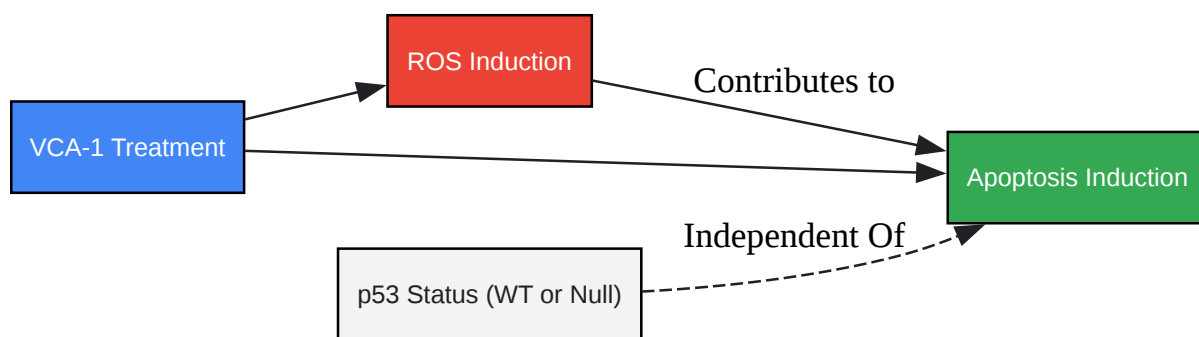 ROS Induction
Contributes to
VCA-1 Treatment
Apoptosis Induction
Independent Of
p53 Status (WT or Null)